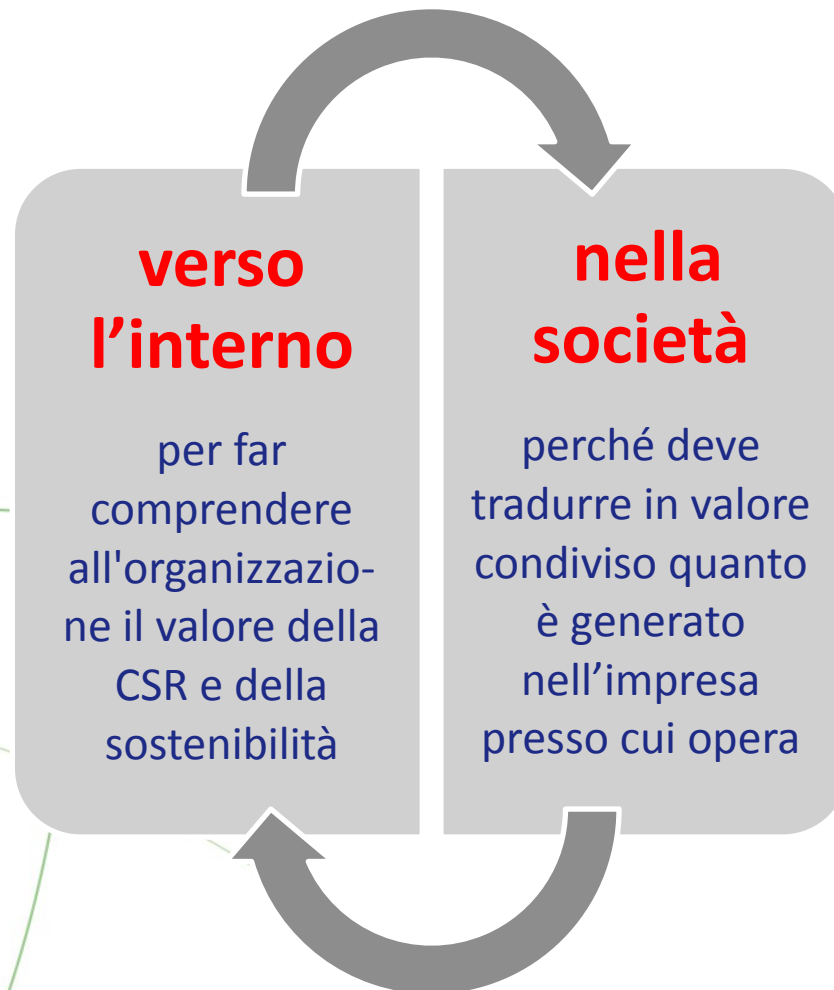 verso
l’interno
per far
comprendere
all'organizzazio-
ne il valore della
CSR e della
sostenibilità
nella
società
perché deve
tradurre in valore
condiviso quanto
è generato
nell’impresa
presso cui opera